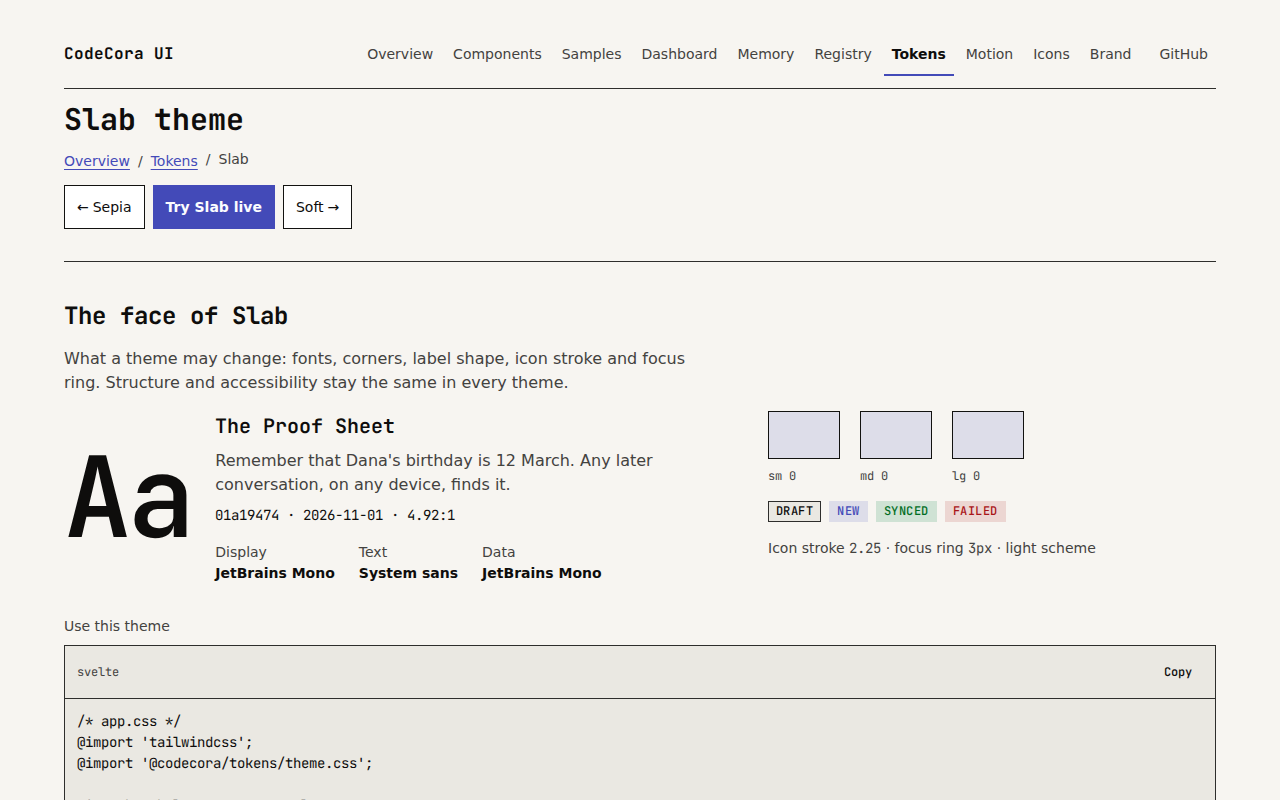 CodeCora UI
Overview Components Samples Dashboard Memory Registry Tokens Motion Icons Brand GitHub
Slab theme
Overview / Tokens / Slab
← Sepia Try Slab live Soft →
The face of Slab
What a theme may change: fonts, corners, label shape, icon stroke and focus
ring. Structure and accessibility stay the same in every theme.
Aa
The Proof Sheet
Remember that Dana's birthday is 12 March. Any later
conversation, on any device, finds it.
01a19474 · 2026-11-01 · 4.92:1
Display Text Data
JetBrains Mono System sans JetBrains Mono
sm 0 md 0 lg 0
DRAFT NEW SYNCED FAILED
Icon stroke 2.25 · focus ring 3px · light scheme
Use this theme
svelte Copy
/* app.css */
@import 'tailwindcss';
@import '@codecora/tokens/theme.css';